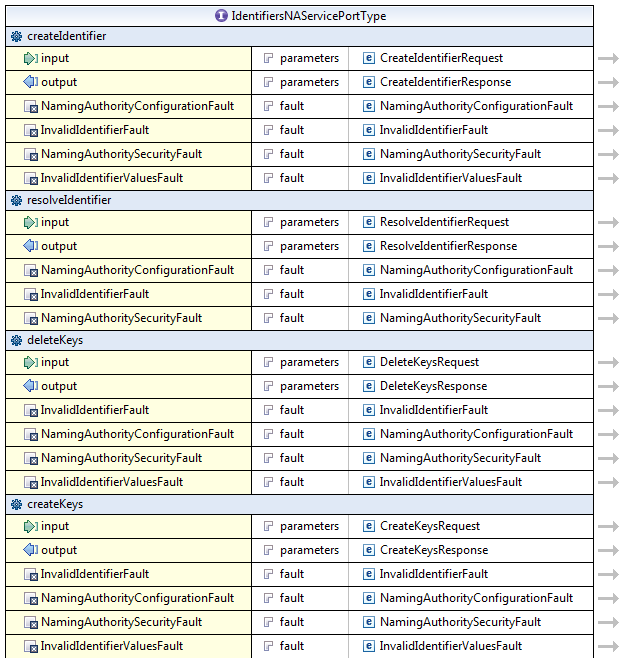 IdentifiersNAServicePortType
createIdentifier
input parameters CreateIdentifierRequest
output parameters CreateIdentifierResponse
NamingAuthorityConfigurationFault fault NamingAuthorityConfigurationFault
InvalidIdentifierFault fault InvalidIdentifierFault
NamingAuthoritySecurityFault fault NamingAuthoritySecurityFault
InvalidIdentifierValuesFault fault InvalidIdentifierValuesFault
resolveIdentifier
input parameters ResolveIdentifierRequest
output parameters ResolveIdentifierResponse
NamingAuthorityConfigurationFault fault NamingAuthorityConfigurationFault
InvalidIdentifierFault fault InvalidIdentifierFault
NamingAuthoritySecurityFault fault NamingAuthoritySecurityFault
deleteKeys
input parameters DeleteKeysRequest
output parameters DeleteKeysResponse
InvalidIdentifierFault fault InvalidIdentifierFault
NamingAuthorityConfigurationFault fault NamingAuthorityConfigurationFault
NamingAuthoritySecurityFault fault NamingAuthoritySecurityFault
InvalidIdentifierValuesFault fault InvalidIdentifierValuesFault
createKeys
input parameters CreateKeysRequest
output parameters CreateKeysResponse
InvalidIdentifierFault fault InvalidIdentifierFault
NamingAuthorityConfigurationFault fault NamingAuthorityConfigurationFault
NamingAuthoritySecurityFault fault NamingAuthoritySecurityFault
InvalidIdentifierValuesFault fault InvalidIdentifierValuesFault